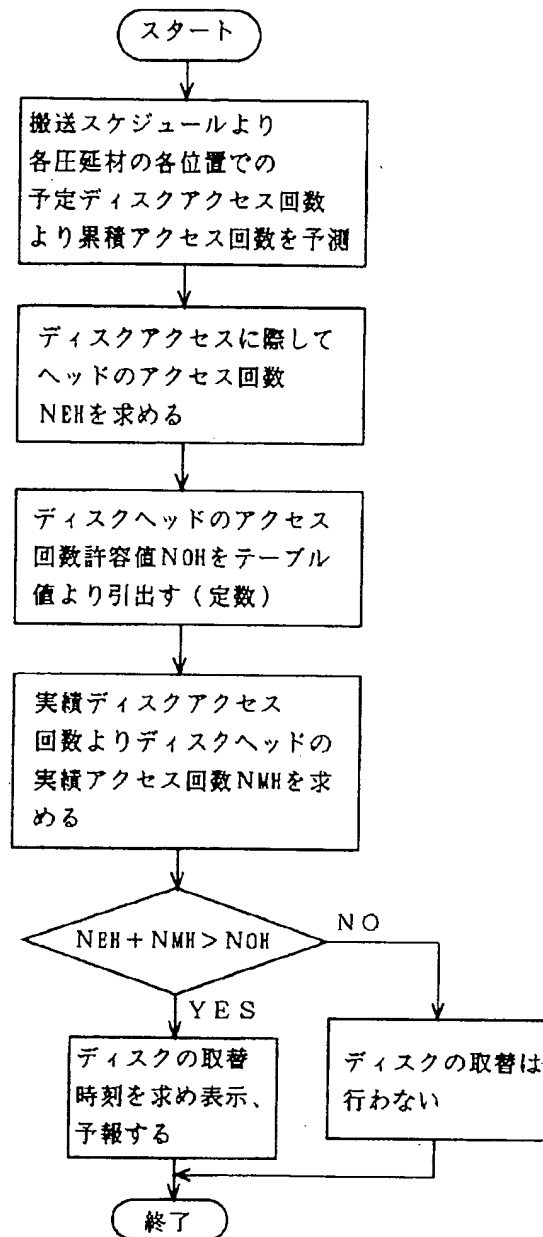 スタート
搬送スケジュールより
各圧延材の各位置での
予定ディスクアクセス回数
より累積アクセス回数を予測
ディスクアクセスに際して
ヘッドのアクセス回数
NEHを求める
ディスクヘッドのアクセス
回数許容値NOHをテーブル
値より引出す(定数)
実績ディスクアクセス
回数よりディスクヘッドの
実績アクセス回数NMHを求
める
NEH+NMH>NOH
NO
YES
ディスクの取替
時刻を求め表示、
予報する
ディスクの取替は
行わない
終了